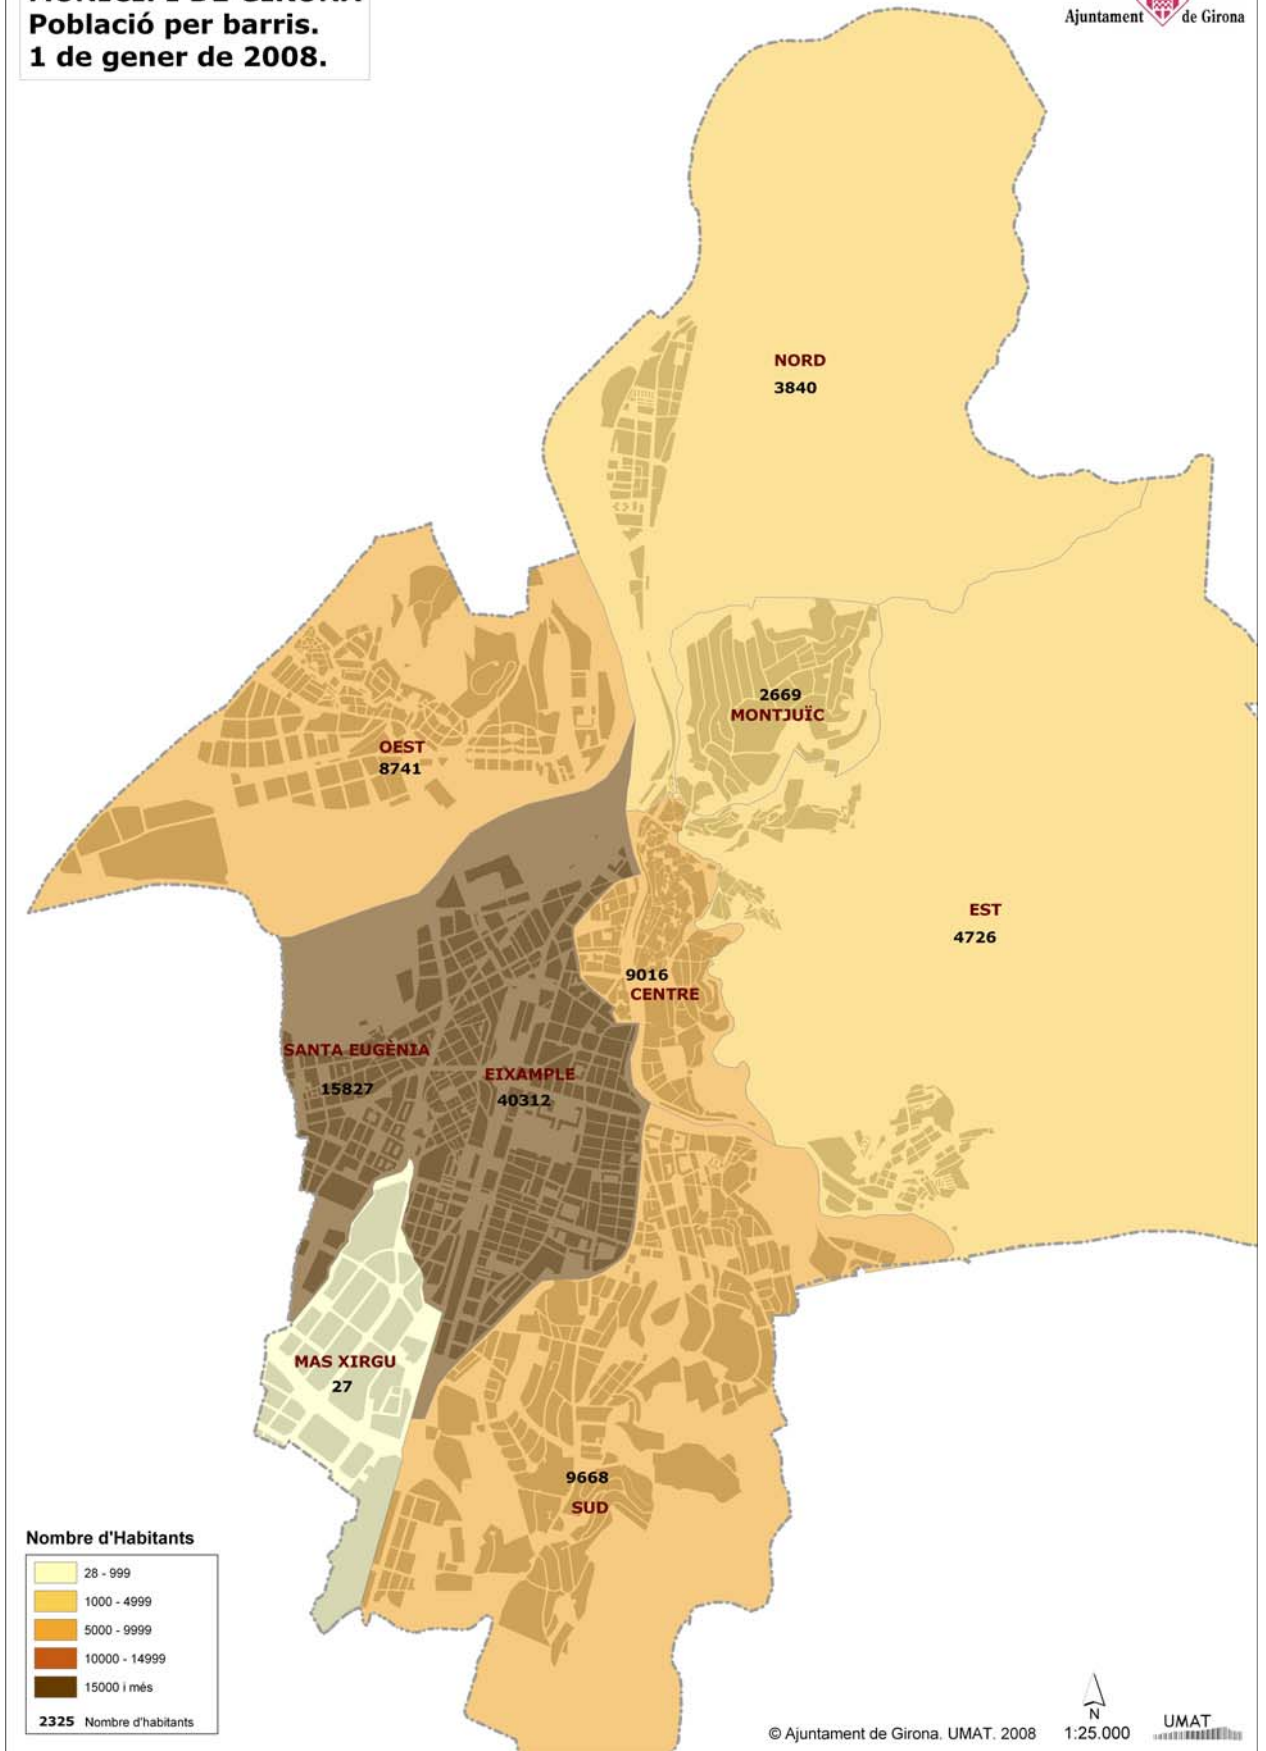 Població per barris.
1 de gener de 2008.
Ajuntament de Girona
NORD
3840
2669
MONTJUÏC
OEST
8741
EST
4726
9016
CENTRE
SANTA EUGÈNIA
15827
EIXAMPLE
40312
MAS XIRGU
27
9668
SUD
Nombre d'Habitants
28 - 999
1000 - 4999
5000 - 9999
10000 - 14999
15000 i més
2325 Nombre d'habitants
© Ajuntament de Girona. UMAT. 2008
N
1:25.000
UMAT